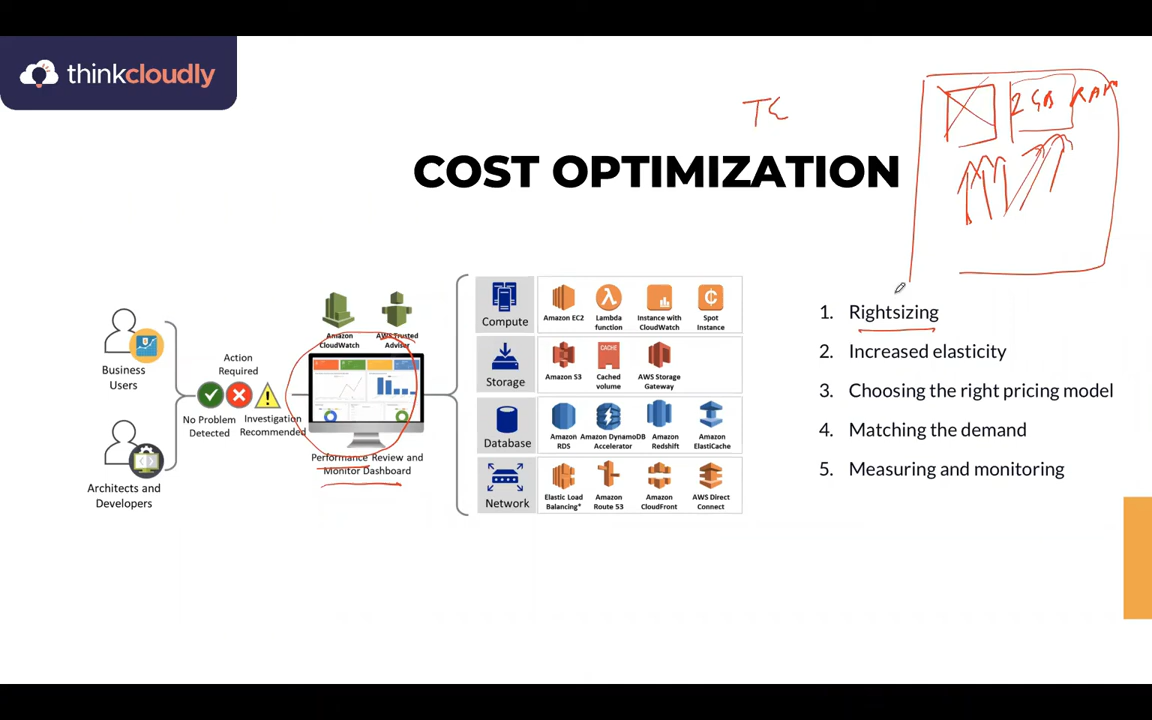 thinkcloudly
2 GB RAM
COST OPTIMIZATION
Business
Users
Architects and
Developers
Action
Required
No Problem
Detected
Investigation
Recommended
Amazon
CloudWatch
AWS Trusted
Adviser
Performance Review and
Monitor Dashboard
Compute
Amazon EC2
Lambda
function
Instance with
CloudWatch
Spot
Instance
Storage
Amazon S3
CACHE
Cached
volume
AWS Storage
Gateway
Database
Amazon
RDS
Amazon DynamoDB
Accelerator
Amazon
Redshift
Amazon
ElastiCache
Network
Elastic Load
Balancing*
Amazon
Route 53
Amazon
CloudFront
AWS Direct
Connect
1. Rightsizing
2. Increased elasticity
3. Choosing the right pricing model
4. Matching the demand
5. Measuring and monitoring